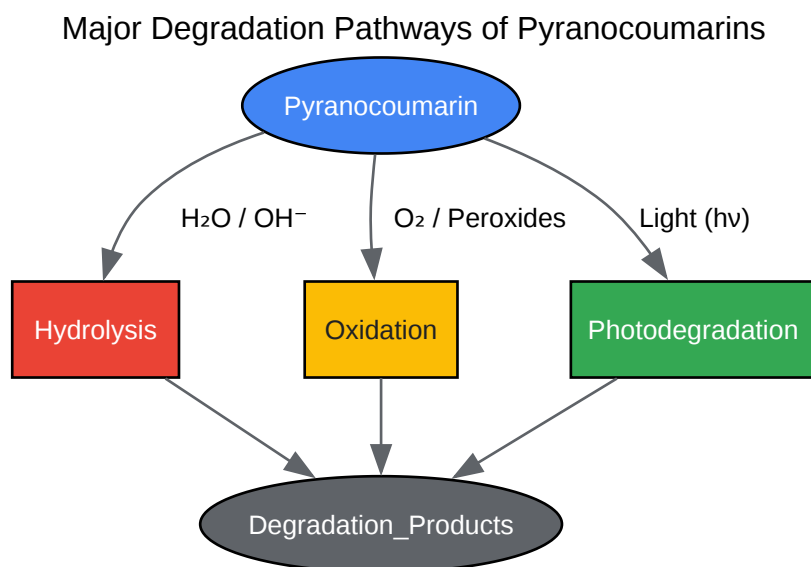 Major Degradation Pathways of Pyranocoumarins
Pyranocoumarin
H₂O / OH⁻
O₂ / Peroxides
Light (hν)
Hydrolysis
Oxidation
Photodegradation
Degradation_Products